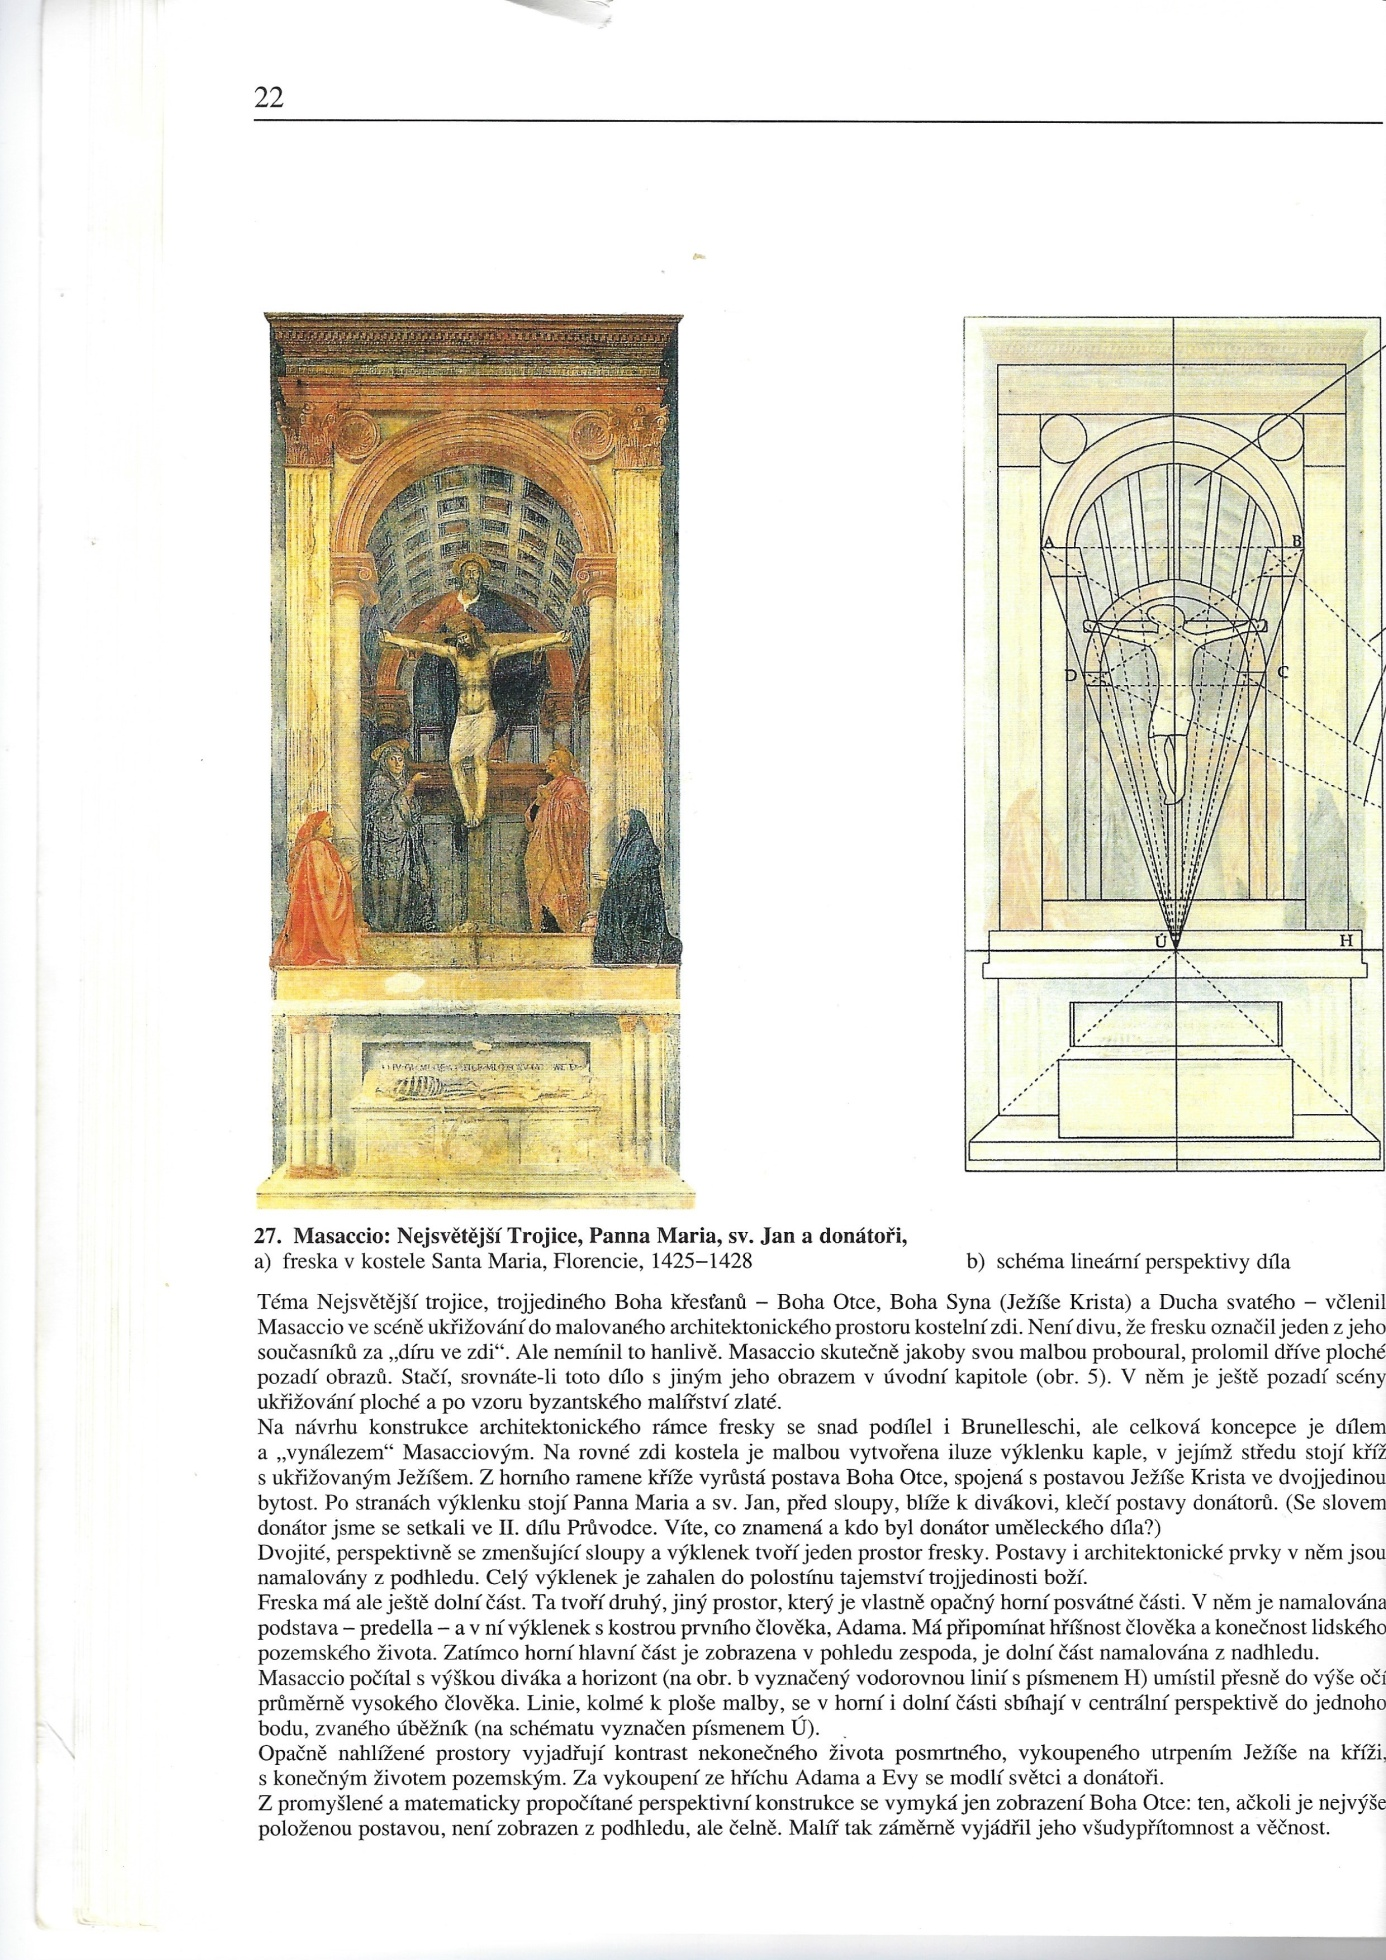 22
A
B
D
C
Ú
H
27. Masaccio: Nejsvětější Trojice, Panna Maria, sv. Jan a donátoři,
a) freska v kostele Santa Maria, Florencie, 1425–1428
b) schéma lineární perspektivy díla
Téma Nejsvětější trojice, trojjediného Boha křesťanů – Boha Otce, Boha Syna (Ježíše Krista) a Ducha svatého – včlenil
Masaccio ve scéně ukřižování do malovaného architektonického prostoru kostelní zdi. Není divu, že fresku označil jeden z jeho
současníků za „díru ve zdi“. Ale nemínil to hanlivě. Masaccio skutečně jakoby svou malbou proboural, prolomil dříve ploché
pozadí obrazů. Stačí, srovnáte-li toto dílo s jiným jeho obrazem v úvodní kapitole (obr. 5). V něm je ještě pozadí scény
ukřižování ploché a po vzoru byzantského malířství zlaté.
Na návrhu konstrukce architektonického rámce fresky se snad podílel i Brunelleschi, ale celková koncepce je dílem
a „vynálezem“ Masacciovým. Na rovné zdi kostela je malbou vytvořena iluze výklenku kaple, v jejímž středu stojí kříž
s ukřižovaným Ježíšem. Z horního ramene kříže vyrůstá postava Boha Otce, spojená s postavou Ježíše Krista ve dvojjedinou
bytost. Po stranách výklenku stojí Panna Maria a sv. Jan, před sloupy, blíže k divákovi, klečí postavy donátorů. (Se slovem
donátor jsme se setkali ve II. dílu Průvodce. Víte, co znamená a kdo byl donátor uměleckého díla?)
Dvojité, perspektivně se zmenšující sloupy a výklenek tvoří jeden prostor fresky. Postavy i architektonické prvky v něm jsou
namalovány z podhledu. Celý výklenek je zahalen do polostínu tajemství trojjedinosti boží.
Freska má ale ještě dolní část. Ta tvoří druhý, jiný prostor, který je vlastně opačný horní posvátné části. V něm je namalována
podstava – predella – a v ní výklenek s kostrou prvního člověka, Adama. Má připomínat hříšnost člověka a konečnost lidského
pozemského života. Zatímco horní hlavní část je zobrazena v pohledu zespoda, je dolní část namalována z nadhledu.
Masaccio počítal s výškou diváka a horizont (na obr. b vyznačený vodorovnou linií s písmenem H) umístil přesně do výše očí
průměrně vysokého člověka. Linie, kolmé k ploše malby, se v horní i dolní části sbíhají v centrální perspektivě do jednoho
bodu, zvaného úběžník (na schématu vyznačen písmenem Ú).
Opačně nahlížené prostory vyjadřují kontrast nekonečného života posmrtného, vykoupeného utrpením Ježíše na kříži,
s konečným životem pozemským. Za vykoupení ze hříchu Adama a Evy se modlí světci a donátoři.
Z promyšlené a matematicky propočítané perspektivní konstrukce se vymyká jen zobrazení Boha Otce: ten, ačkoli je nejvýše
položenou postavou, není zobrazen z podhledu, ale čelně. Malíř tak záměrně vyjádřil jeho všudypřítomnost a věčnost.